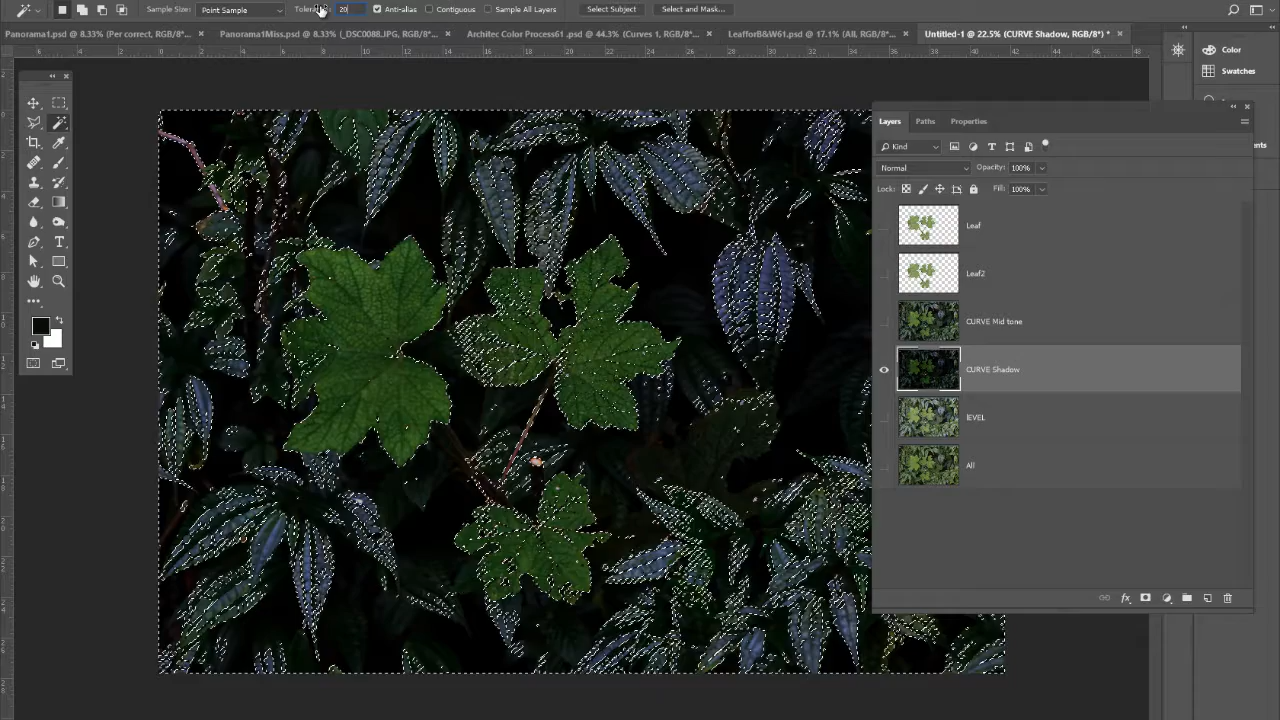 Sample Size: Point Sample Tolerance: 20 Anti-alias Contiguous Sample All Layers Select Subject Select and Mask...
Panorama1.psd @ 8.33% (Per correct, RGB/8*) × Panorama1Miss.psd @ 8.33% (_DSC0088.JPG, RGB/8*... × Architec Color Process61 .psd @ 44.3% (Curves 1, RGB/8*... × LeafforB&W61.psd @ 17.1% (All, RGB/8*... × Untitled-1 @ 22.5% (CURVE Shadow, RGB/8*) * ×
Color
Swatches
Layers Paths Properties
Kind
Normal Opacity: 100%
Lock: Fill: 100%
Leaf
Leaf2
CURVE Mid tone
CURVE Shadow
lEVEL
All